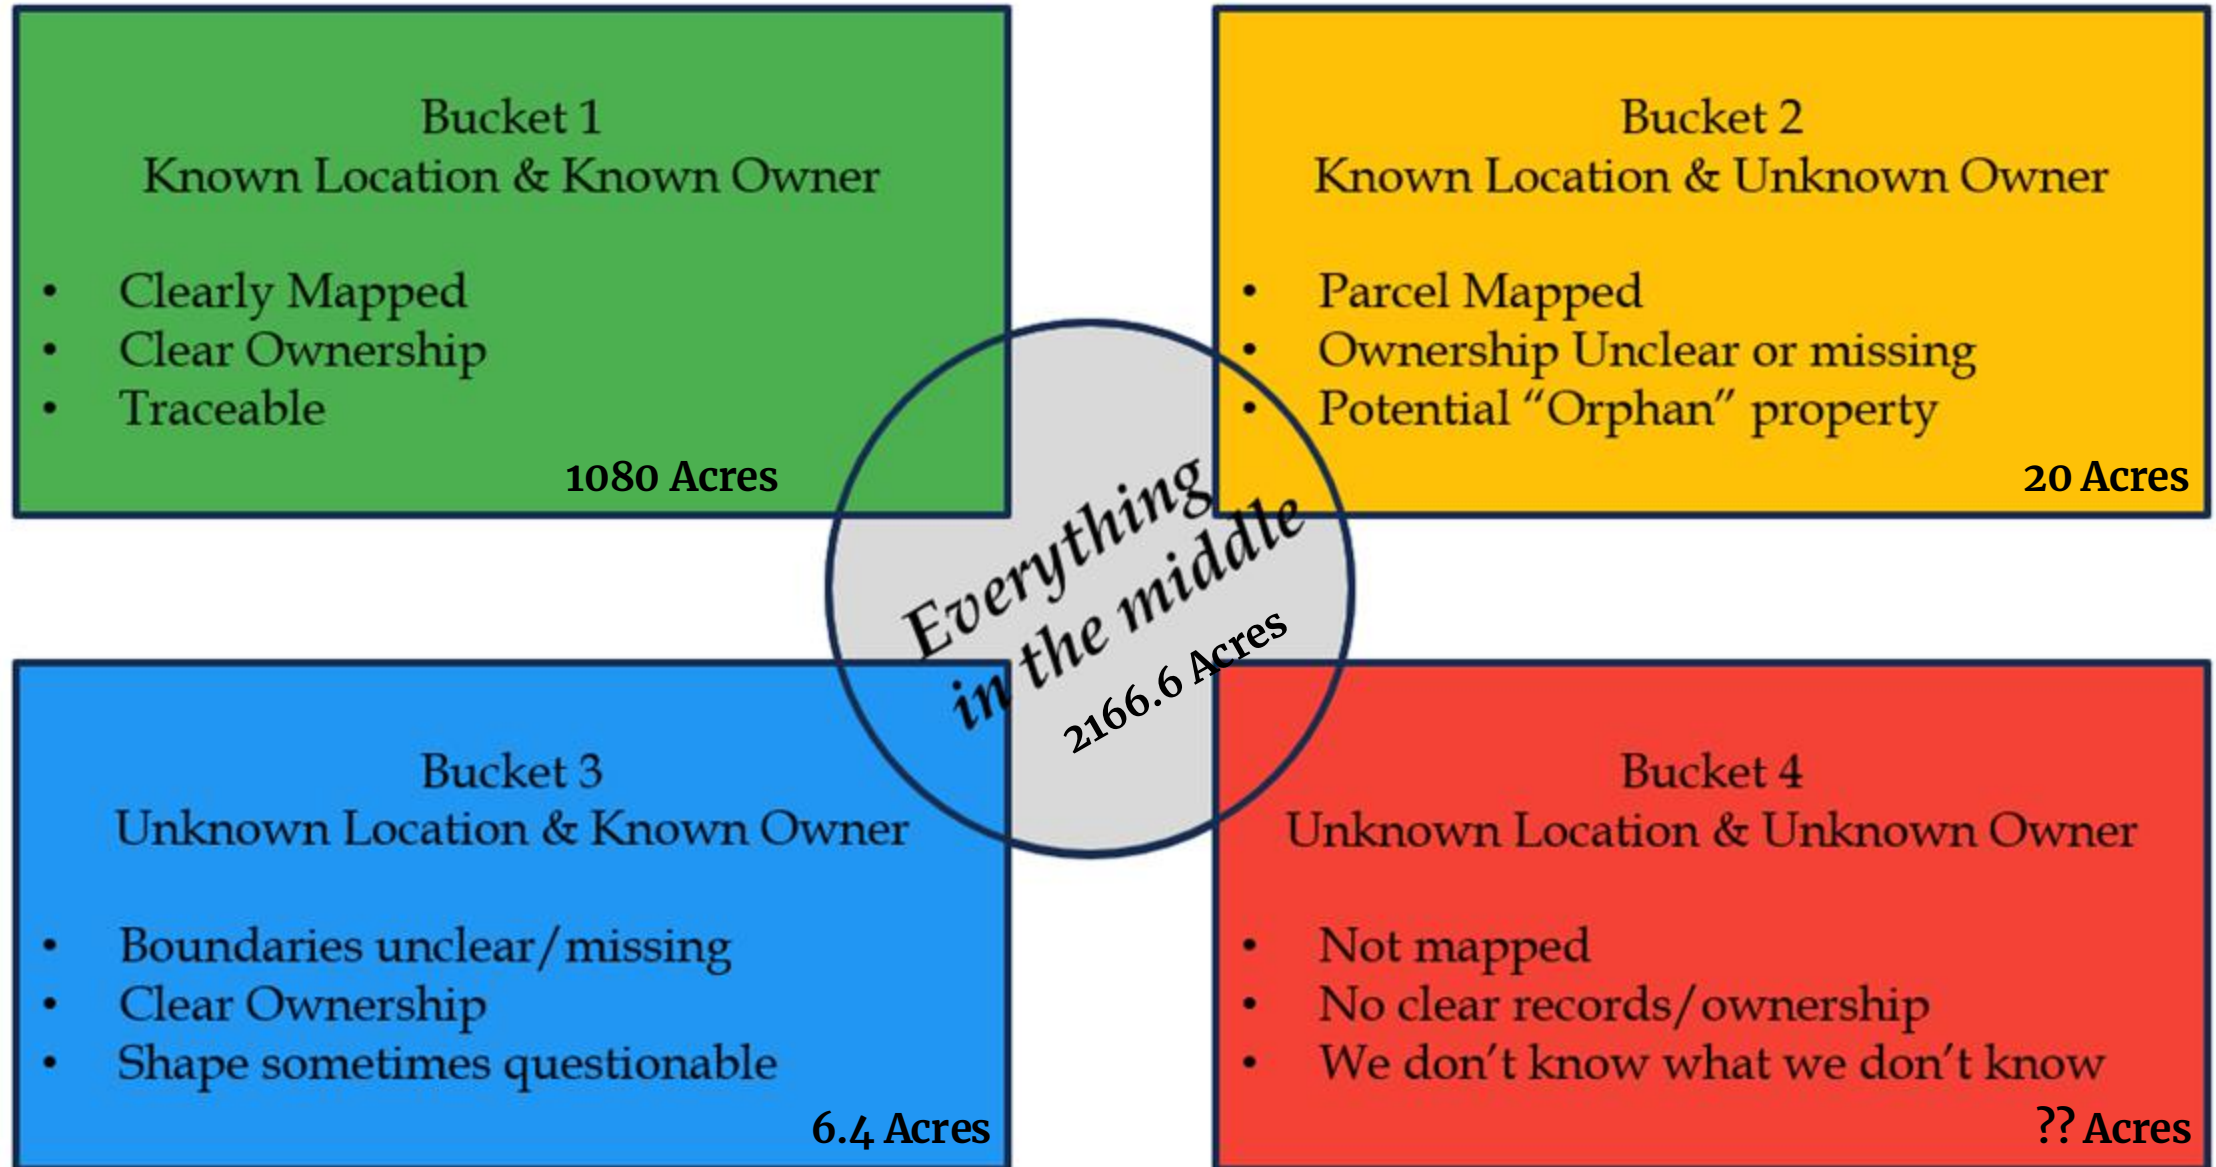 Bucket 1
Known Location & Known Owner
• Clearly Mapped
• Clear Ownership
• Traceable
1080 Acres
Bucket 2
Known Location & Unknown Owner
• Parcel Mapped
• Ownership Unclear or missing
• Potential “Orphan” property
20 Acres
Everything
in the middle
2166.6 Acres
Bucket 3
Unknown Location & Known Owner
• Boundaries unclear/missing
• Clear Ownership
• Shape sometimes questionable
6.4 Acres
Bucket 4
Unknown Location & Unknown Owner
• Not mapped
• No clear records/ownership
• We don’t know what we don’t know
?? Acres